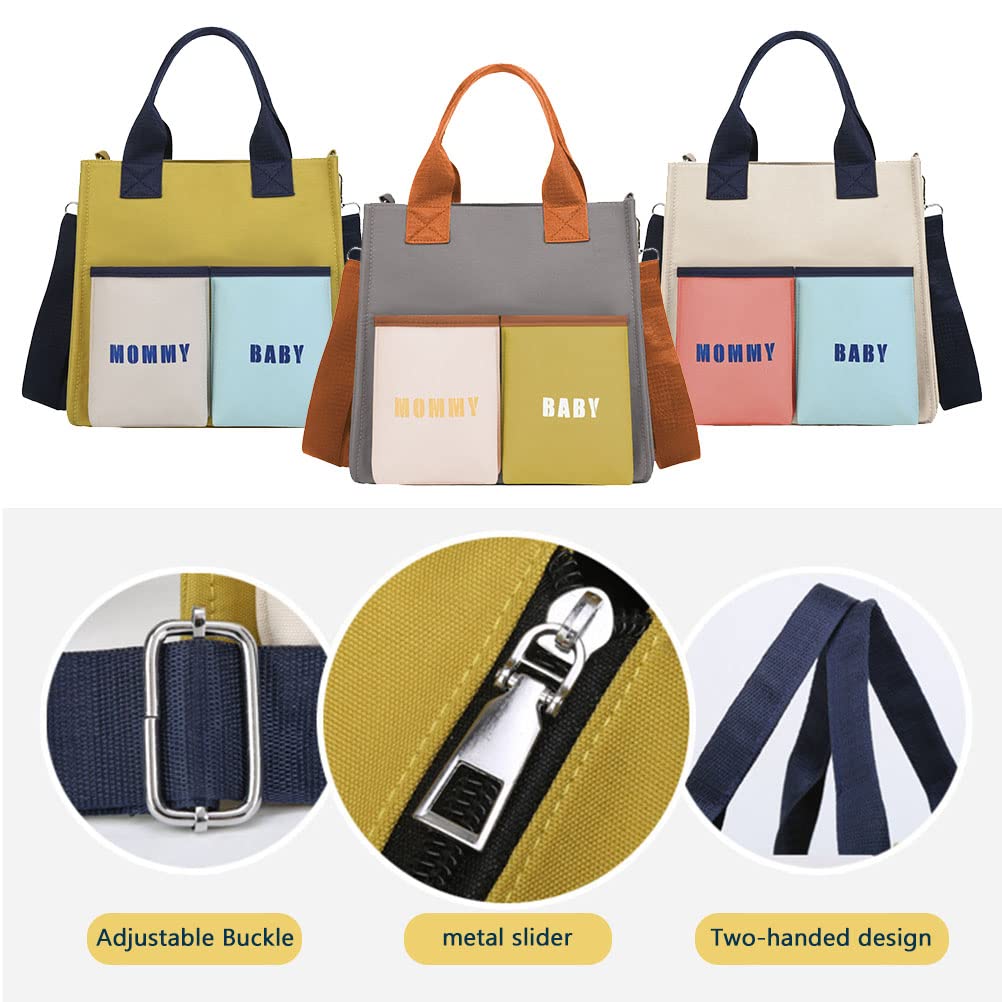 MOMMY
BABY
MOMMY
BABY
MOMMY
BABY
Adjustable Buckle
metal slider
Two-handed design